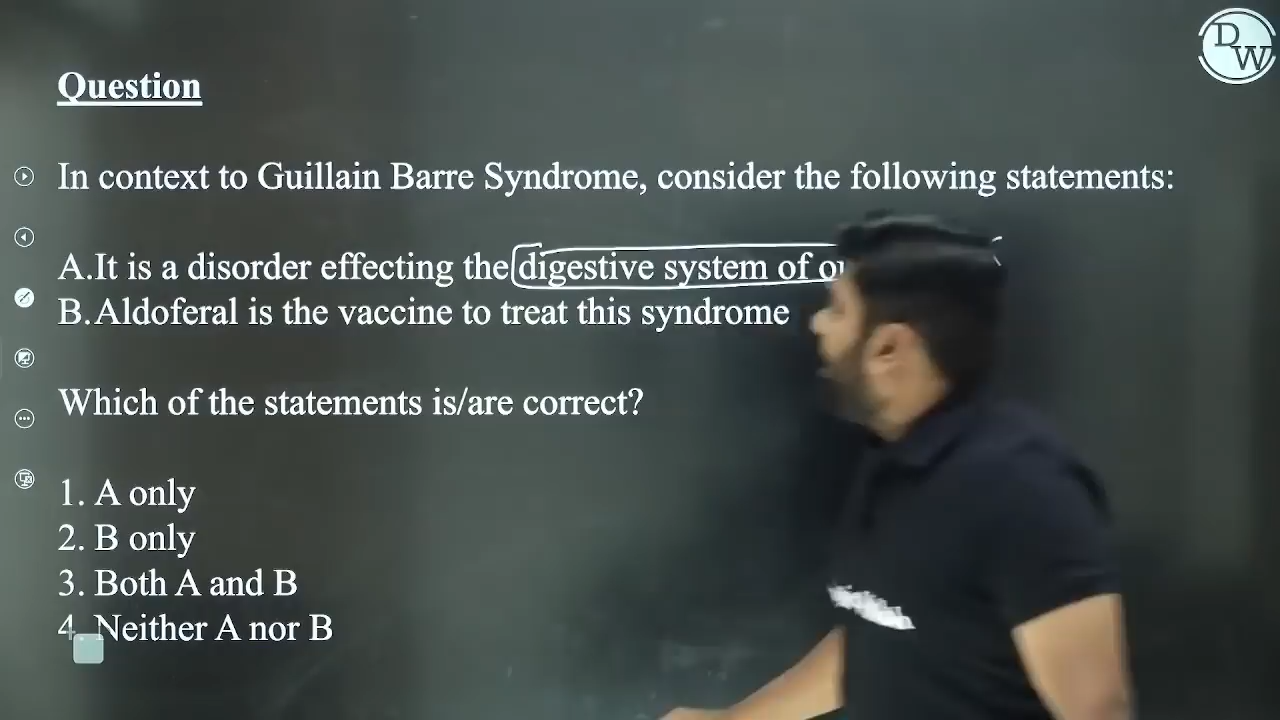 DW
Question
In context to Guillain Barre Syndrome, consider the following statements:
A.It is a disorder effecting the digestive system of
B.Aldoferal is the vaccine to treat this syndrome
Which of the statements is/are correct?
1. A only
2. B only
3. Both A and B
4. Neither A nor B